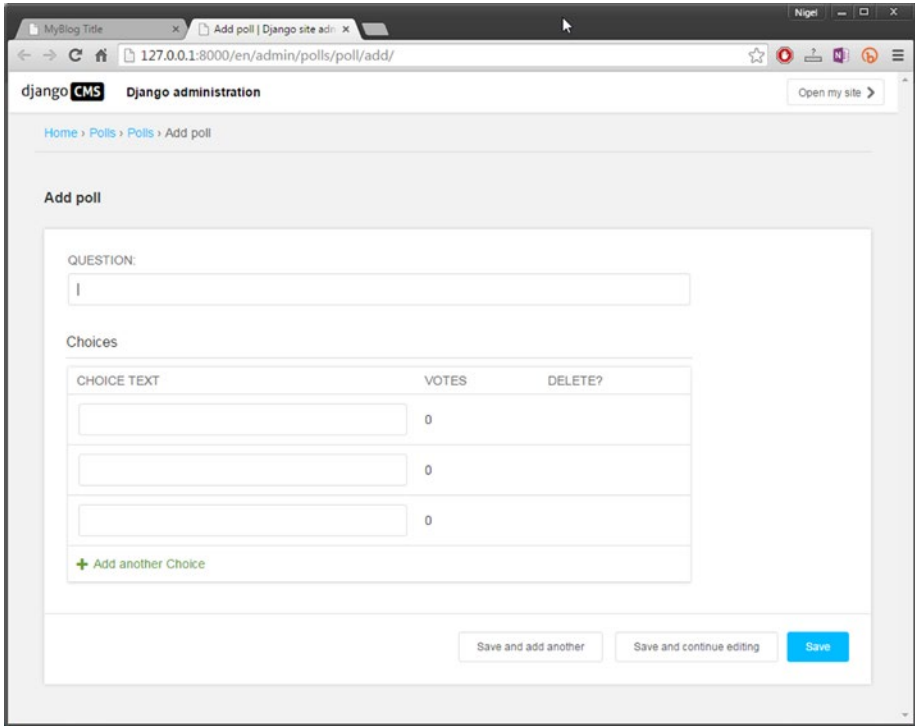 Nigel
MyBlog Title
Add poll | Django site adn
127.0.0.1:8000/en/admin/polls/poll/add/
django CMS Django administration
Open my site
Home › Polls › Polls › Add poll
Add poll
QUESTION:
Choices
CHOICE TEXT VOTES DELETE?
0
0
0
Add another Choice
Save and add another Save and continue editing Save